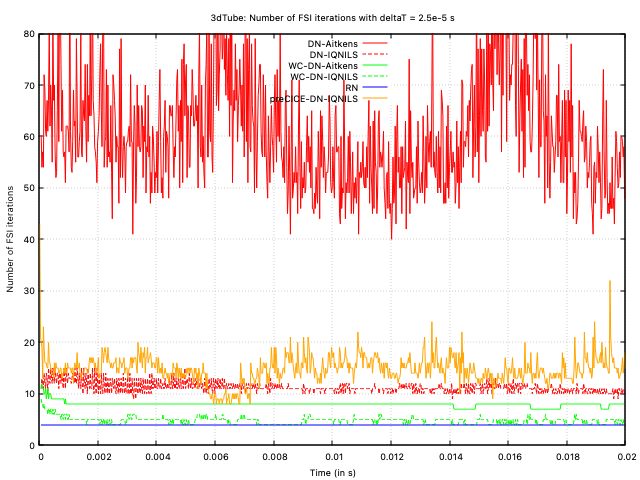 3dTube: Number of FSI iterations with deltaT = 2.5e-5 s
DN-Aitkens
DN-IQNILS
WC-DN-Aitkens
WC-DN-IQNILS
RN
preCICE-DN-IQNILS
Number of FSI iterations
80
70
60
50
40
30
20
10
0
0
0.002
0.004
0.006
0.008
0.01
0.012
0.014
0.016
0.018
0.02
Time (in s)